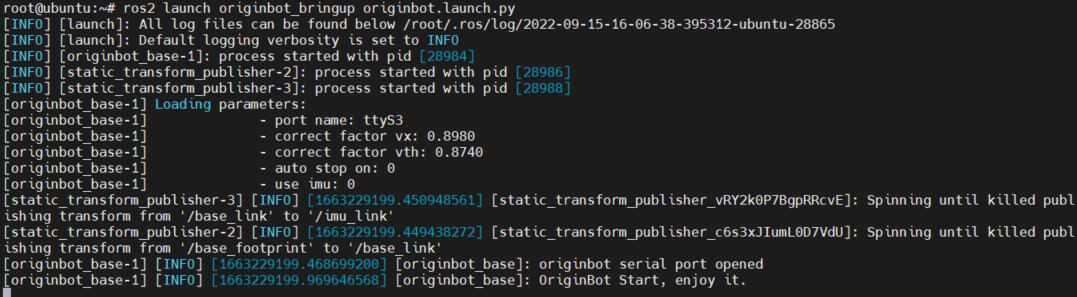 root@ubuntu:~# ros2 launch originbot_bringup originbot.launch.py
[INFO] [launch]: All log files can be found below /root/.ros/log/2022-09-15-16-06-38-395312-ubuntu-28865
[INFO] [launch]: Default logging verbosity is set to INFO
[INFO] [originbot_base-1]: process started with pid [28984]
[INFO] [static_transform_publisher-2]: process started with pid [28986]
[INFO] [static_transform_publisher-3]: process started with pid [28988]
[originbot_base-1] Loading parameters:
[originbot_base-1]              - port name: ttyS3
[originbot_base-1]              - correct factor vx: 0.8980
[originbot_base-1]              - correct factor vth: 0.8740
[originbot_base-1]              - auto stop on: 0
[originbot_base-1]              - use imu: 0
[static_transform_publisher-3] [INFO] [1663229199.450948561] [static_transform_publisher_vRY2k0P7BgpRRcvE]: Spinning until killed publ
ishing transform from '/base_link' to '/imu_link'
[static_transform_publisher-2] [INFO] [1663229199.449438272] [static_transform_publisher_c6s3xJIumL0D7VdU]: Spinning until killed publ
ishing transform from '/base_footprint' to '/base_link'
[originbot_base-1] [INFO] [1663229199.468699200] [originbot_base]: originbot serial port opened
[originbot_base-1] [INFO] [1663229199.969646568] [originbot_base]: OriginBot Start, enjoy it.